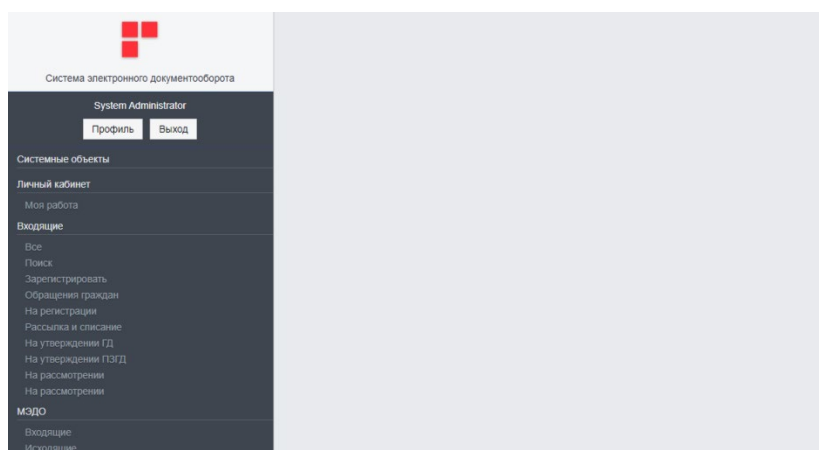 Система электронного документооборота
System Administrator
Профиль Выход
Системные объекты
Личный кабинет
Моя работа
Входящие
Все
Поиск
Зарегистрировать
Обращения граждан
На регистрации
Рассылка и списание
На утверждении ГД
На утверждении ПЗГД
На рассмотрении
На рассмотрении
МЭДО
Входящие
Исходящие